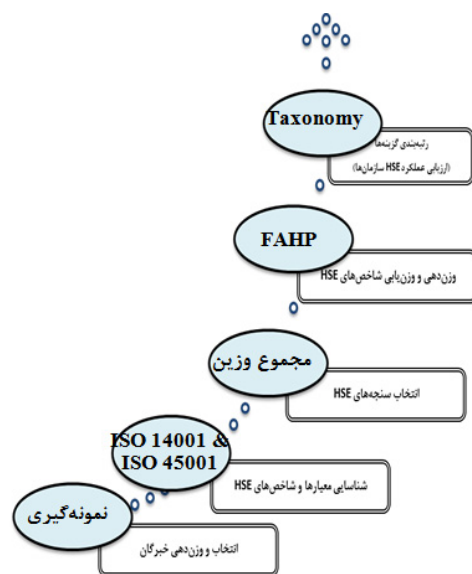 Taxonomy
رتبه‌بندی گزینه‌ها
(ارزیابی عملکرد HSE سازمان‌ها)
FAHP
وزن‌دهی و وزن‌یابی شاخص‌های HSE
مجموع وزین
انتخاب سنجه‌های HSE
ISO 14001 &
ISO 45001
شناسایی معیارها و شاخص‌های HSE
نمونه‌گیری
انتخاب و وزن‌دهی خبرگان